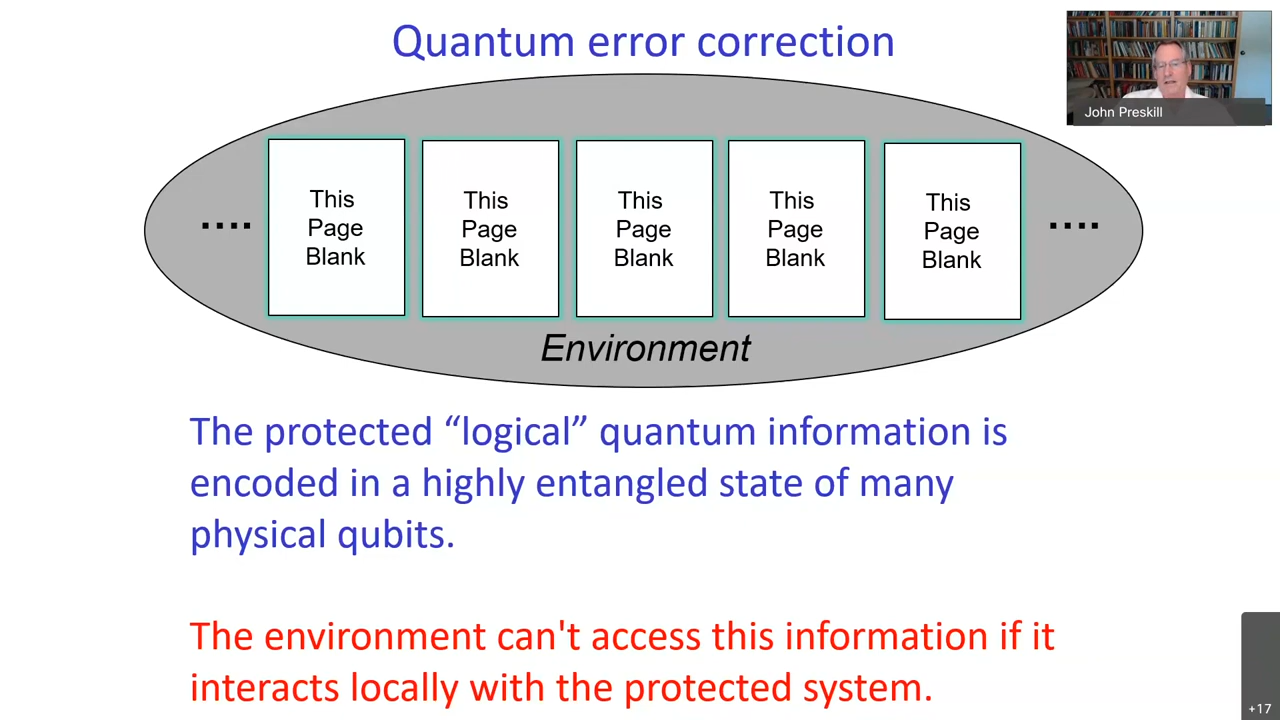 Quantum error correction
John Preskill
....
This
Page
Blank
This
Page
Blank
This
Page
Blank
This
Page
Blank
This
Page
Blank
....
Environment
The protected “logical” quantum information is
encoded in a highly entangled state of many
physical qubits.
The environment can't access this information if it
interacts locally with the protected system.
+17